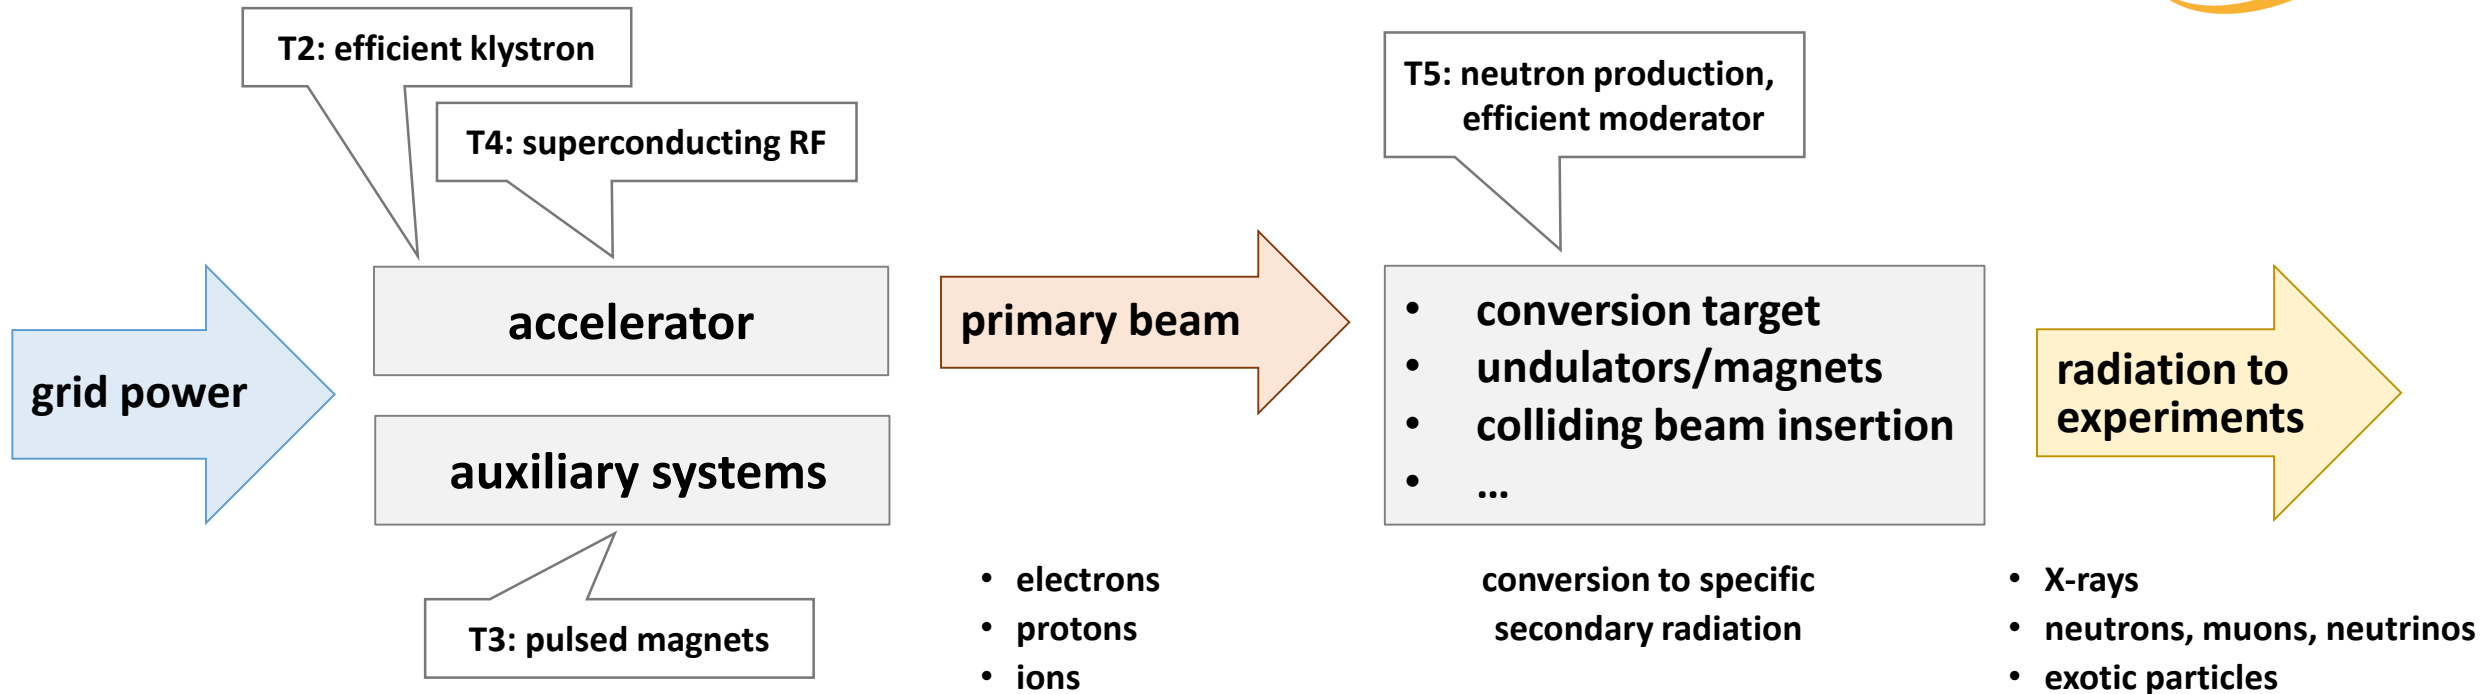 T2: efficient klystron
T4: superconducting RF
T5: neutron production,
efficient moderator
grid power
accelerator
auxiliary systems
T3: pulsed magnets
primary beam
• electrons
• protons
• ions
• conversion target
• undulators/magnets
• colliding beam insertion
• ...
conversion to specific
secondary radiation
radiation to
experiments
• X-rays
• neutrons, muons, neutrinos
• exotic particles